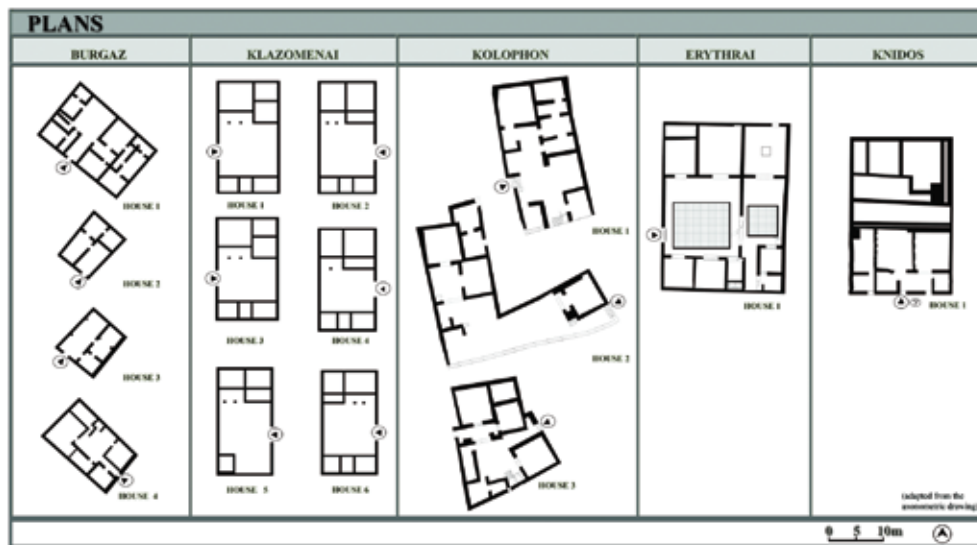 PLANS
BURGAZ KLAZOMENAI KOLOPHON ERYTHRAI KNIDOS
HOUSE 1
HOUSE 2
HOUSE 3
HOUSE 4
HOUSE 1 HOUSE 2
HOUSE 3 HOUSE 4
HOUSE 5 HOUSE 6
HOUSE 1
HOUSE 2
HOUSE 3
HOUSE 1
? HOUSE 1
(adapted from the
axonometric drawing)
0 5 10m